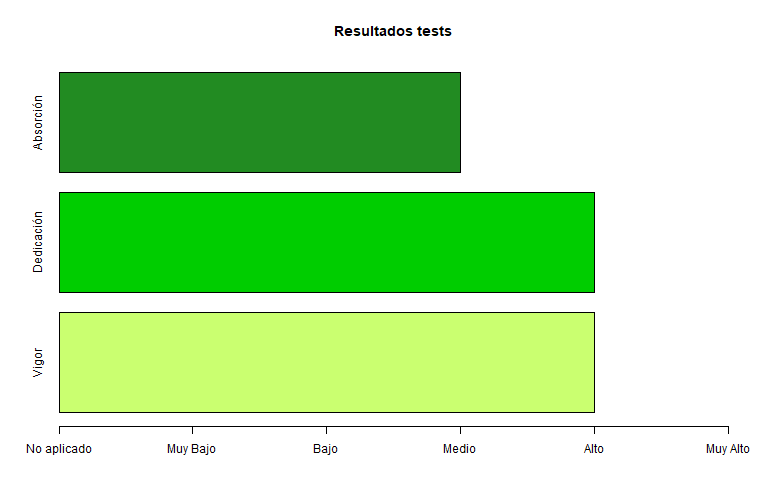 Resultados tests
Absorción
Dedicación
Vigor
No aplicado
Muy Bajo
Bajo
Medio
Alto
Muy Alto